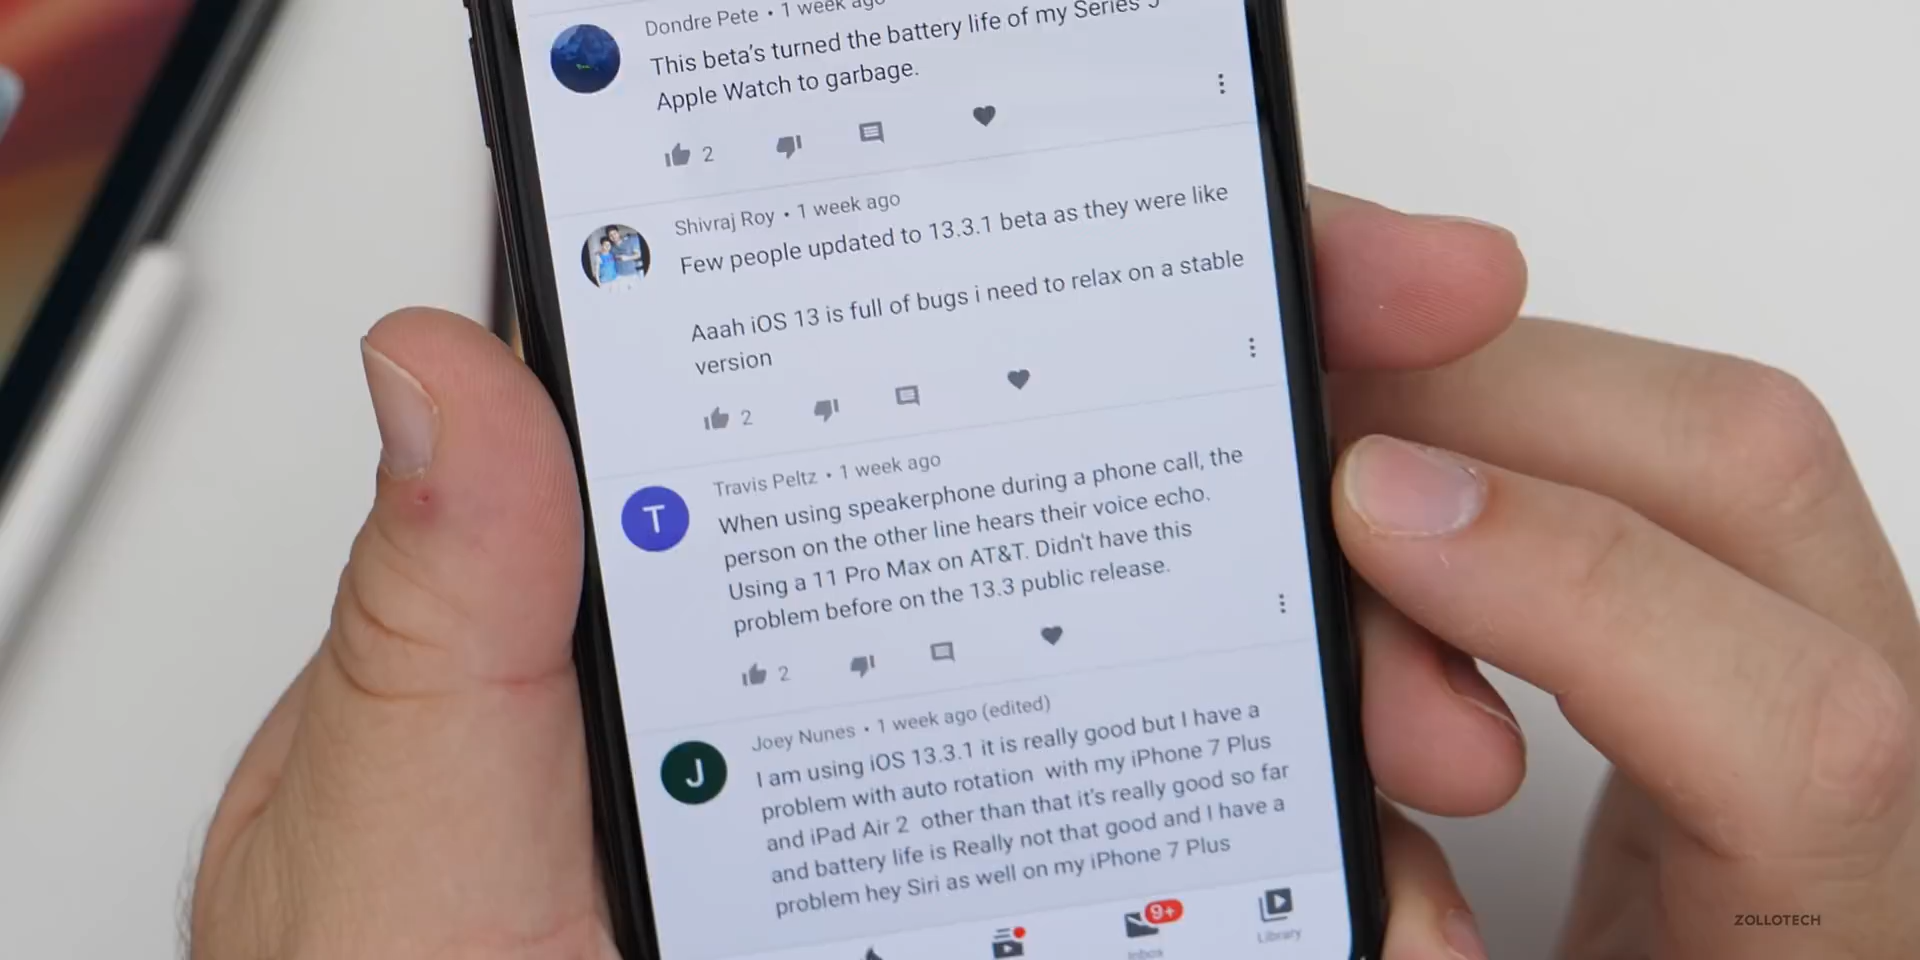 Dondre Pete • 1 week ago
This beta's turned the battery life of my Series
Apple Watch to garbage.
2
Shivraj Roy • 1 week ago
Few people updated to 13.3.1 beta as they were like
Aaah iOS 13 is full of bugs i need to relax on a stable
version
2
Travis Peltz • 1 week ago
T
When using speakerphone during a phone call, the
person on the other line hears their voice echo.
Using a 11 Pro Max on AT&T. Didn't have this
problem before on the 13.3 public release.
2
Joey Nunes • 1 week ago (edited)
J
I am using iOS 13.3.1 it is really good but I have a
problem with auto rotation with my iPhone 7 Plus
and iPad Air 2 other than that it's really good so far
and battery life is Really not that good and I have a
problem hey Siri as well on my iPhone 7 Plus
9+
Inbox
Library
ZOLLOTECH